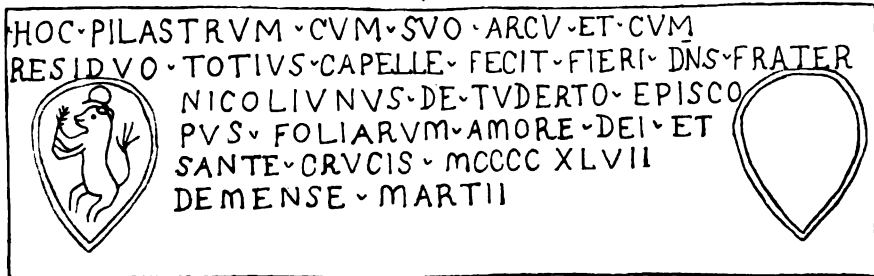 HOC·PILASTRVM·CVM·SVO·ARCV·ET·CVM
RESIDVO·TOTIVS·CAPELLE·FECIT·FIERI·DN̄S·FRATER
NICOLIVNVS·DE·TVDERTO·EPISCO
PVS·FOLIARVM·AMORE·DEI·ET
SANTE·CRVCIS·MCCCC XLVII
DEMENSE·MARTII